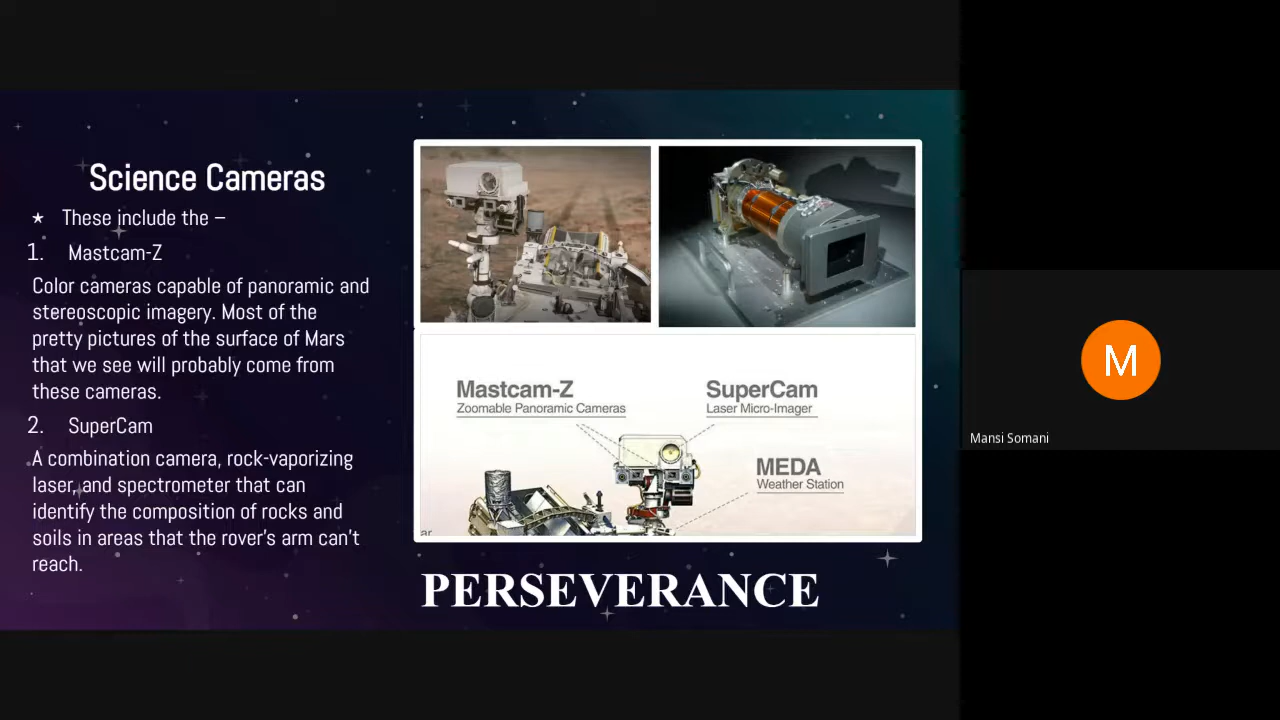 Science Cameras
★ These include the –
1. Mastcam-Z
Color cameras capable of panoramic and
stereoscopic imagery. Most of the
pretty pictures of the surface of Mars
that we see will probably come from
these cameras.
2. SuperCam
A combination camera, rock-vaporizing
laser, and spectrometer that can
identify the composition of rocks and
soils in areas that the rover's arm can't
reach.
Mastcam-Z
Zoomable Panoramic Cameras
SuperCam
Laser Micro-Imager
MEDA
Weather Station
ar
PERSEVERANCE
M
Mansi Somani